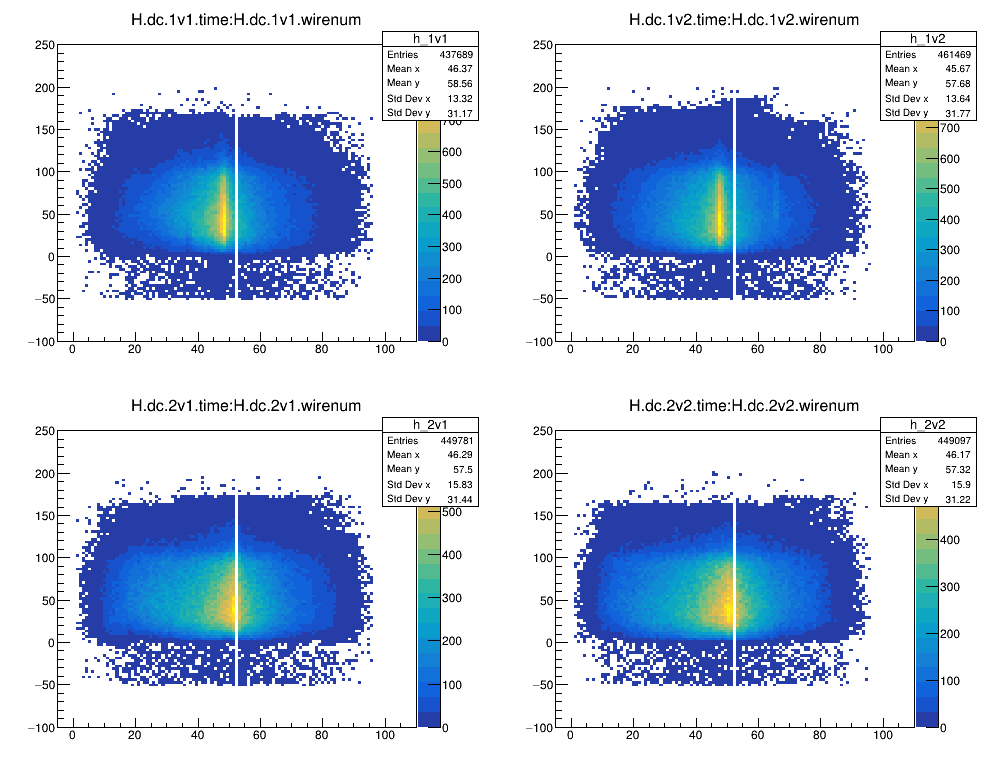 H.dc.1v1.time:H.dc.1v1.wirenum
h_1v1
Entries 437689
Mean x 46.37
Mean y 58.56
Std Dev x 13.32
Std Dev y 31.17
250
200
150
100
50
0
−50
−100
0 20 40 60 80 100
700
600
500
400
300
200
100
0
H.dc.1v2.time:H.dc.1v2.wirenum
h_1v2
Entries 461469
Mean x 45.67
Mean y 57.68
Std Dev x 13.64
Std Dev y 31.77
250
200
150
100
50
0
−50
−100
0 20 40 60 80 100
700
600
500
400
300
200
100
0
H.dc.2v1.time:H.dc.2v1.wirenum
h_2v1
Entries 449781
Mean x 46.29
Mean y 57.5
Std Dev x 15.83
Std Dev y 31.44
250
200
150
100
50
0
−50
−100
0 20 40 60 80 100
500
400
300
200
100
0
H.dc.2v2.time:H.dc.2v2.wirenum
h_2v2
Entries 449097
Mean x 46.17
Mean y 57.32
Std Dev x 15.9
Std Dev y 31.22
250
200
150
100
50
0
−50
−100
0 20 40 60 80 100
400
300
200
100
0